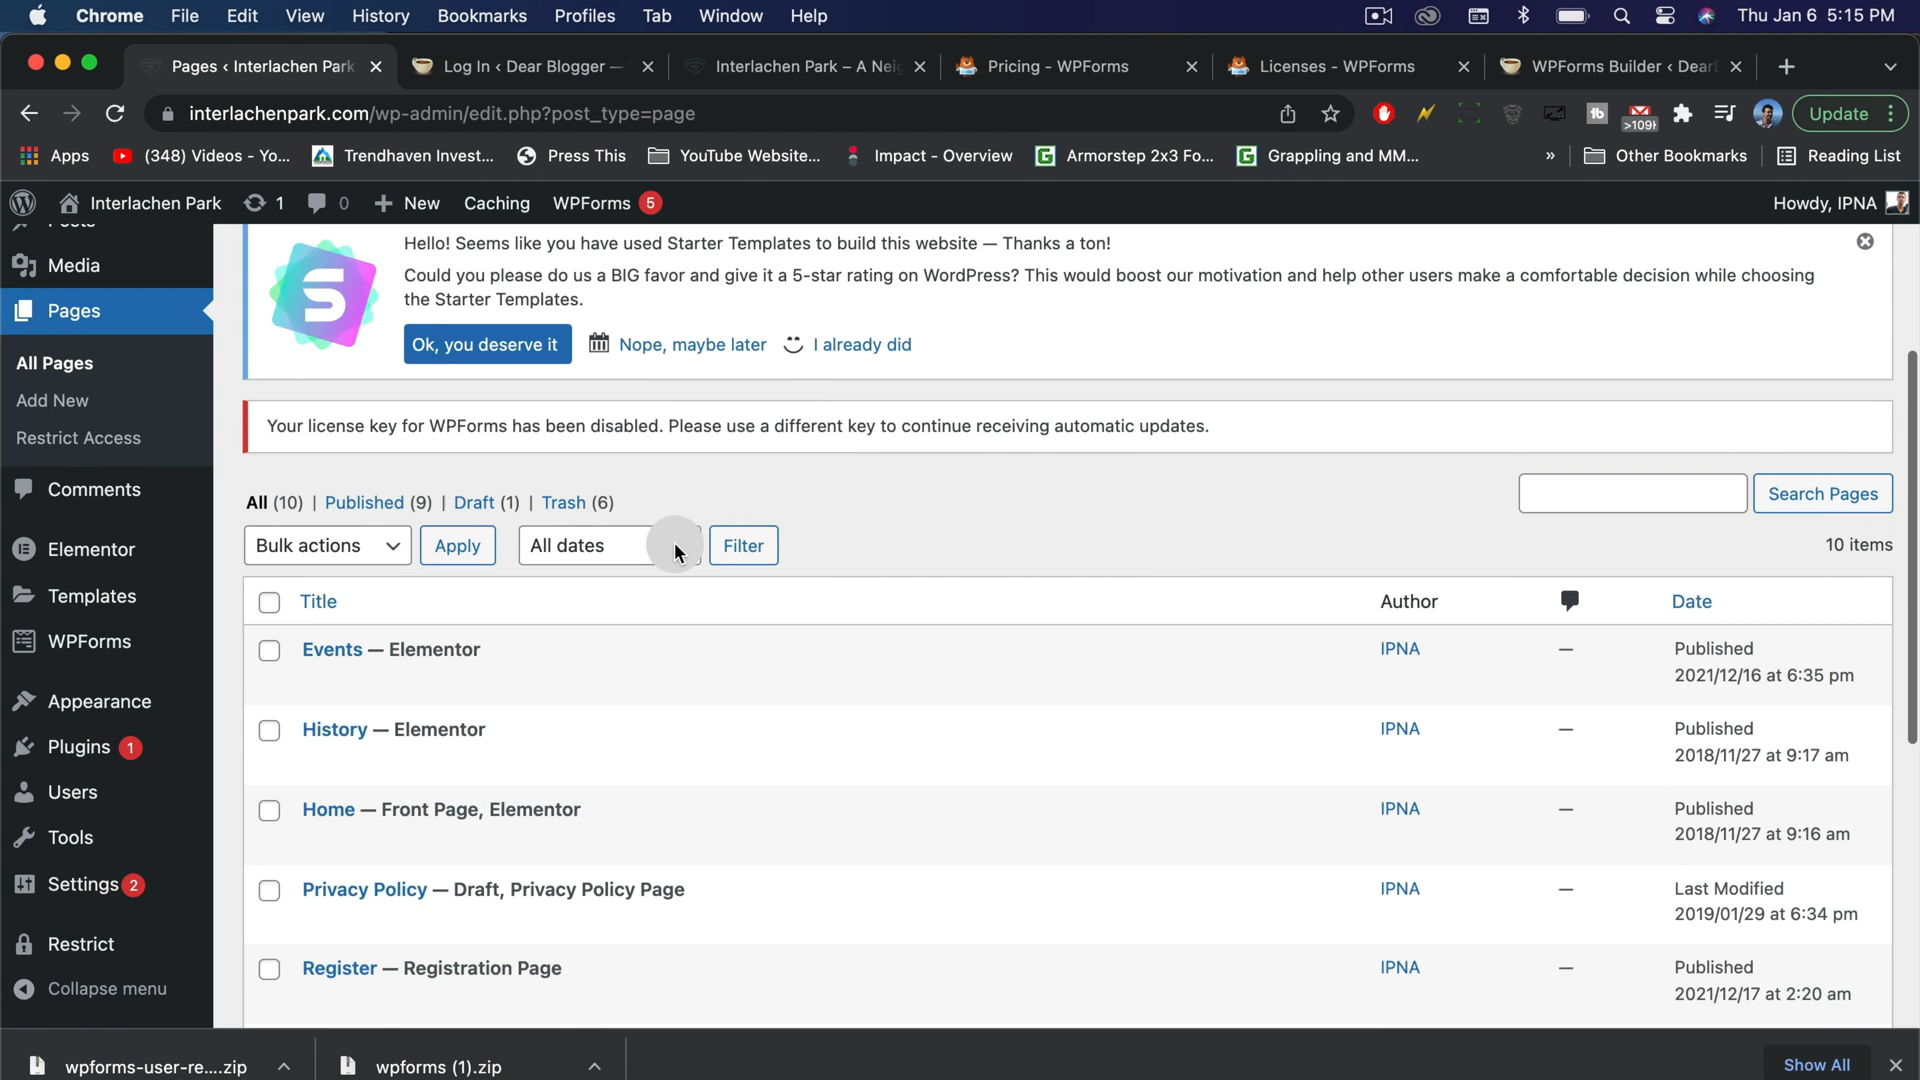 Chrome File Edit View History Bookmarks Profiles Tab Window Help Thu Jan 6 5:15 PM
Pages ‹ Interlachen Park
Log In ‹ Dear Blogger —
Interlachen Park – A Nei
Pricing - WPForms
Licenses - WPForms
WPForms Builder ‹ Dear
interlachenpark.com/wp-admin/edit.php?post_type=page
>109k
Update
Apps (348) Videos - Yo... Trendhaven Invest... Press This YouTube Website... Impact - Overview Armorstep 2x3 Fo... Grappling and MM... » Other Bookmarks Reading List
Interlachen Park 1 0 New Caching WPForms 5 Howdy, IPNA
Media
Pages
All Pages
Add New
Restrict Access
Comments
Elementor
Templates
WPForms
Appearance
Plugins 1
Users
Tools
Settings 2
Restrict
Collapse menu
Hello! Seems like you have used Starter Templates to build this website — Thanks a ton!
Could you please do us a BIG favor and give it a 5-star rating on WordPress? This would boost our motivation and help other users make a comfortable decision while choosing
the Starter Templates.
Ok, you deserve it Nope, maybe later I already did
Your license key for WPForms has been disabled. Please use a different key to continue receiving automatic updates.
All (10) | Published (9) | Draft (1) | Trash (6)
Search Pages
Bulk actions Apply All dates Filter 10 items
Title Author Date
Events — Elementor IPNA — Published
2021/12/16 at 6:35 pm
History — Elementor IPNA — Published
2018/11/27 at 9:17 am
Home — Front Page, Elementor IPNA — Published
2018/11/27 at 9:16 am
Privacy Policy — Draft, Privacy Policy Page IPNA — Last Modified
2019/01/29 at 6:34 pm
Register — Registration Page IPNA — Published
2021/12/17 at 2:20 am
wpforms-user-re....zip wpforms (1).zip Show All